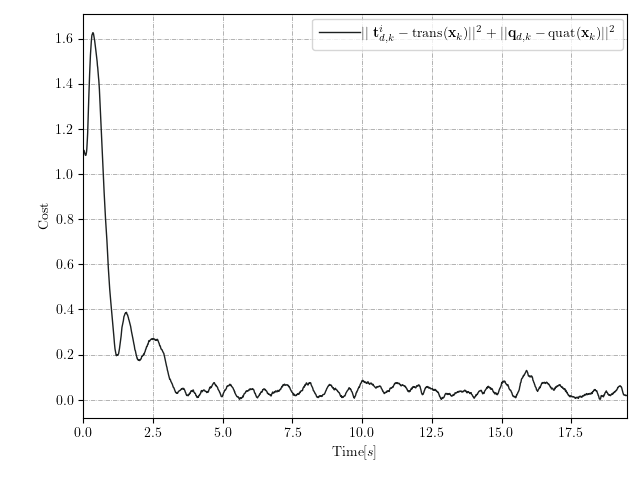 || t^i_{d,k} − trans(x_k)||^2 + ||q_{d,k} − quat(x_k)||^2
1.6
1.4
1.2
1.0
0.8
0.6
0.4
0.2
0.0
Cost
0.0 2.5 5.0 7.5 10.0 12.5 15.0 17.5
Time[s]